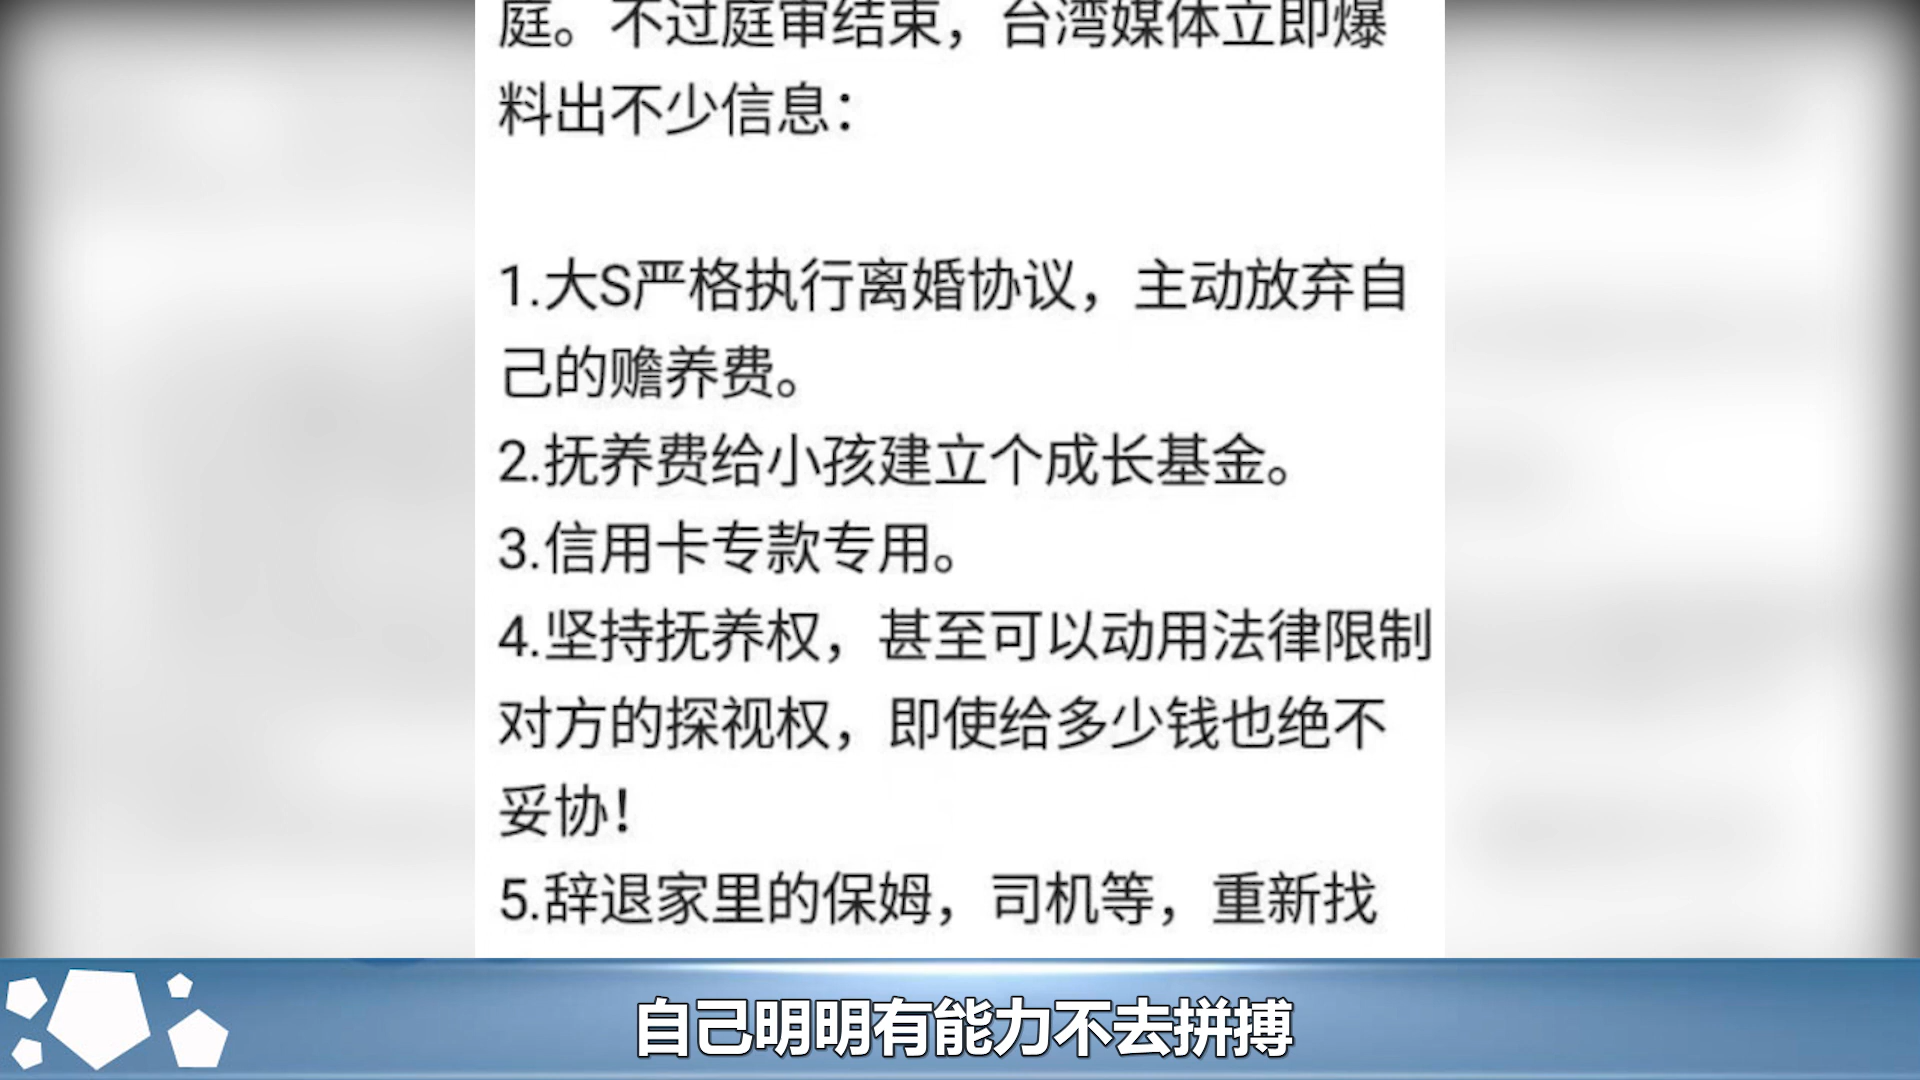 庭。不过庭审结束，台湾媒体立即爆
料出不少信息：
1.大S严格执行离婚协议，主动放弃自
己的赡养费。
2.抚养费给小孩建立个成长基金。
3.信用卡专款专用。
4.坚持抚养权，甚至可以动用法律限制
对方的探视权，即使给多少钱也绝不
妥协！
5.辞退家里的保姆，司机等，重新找
自己明明有能力不去拼搏